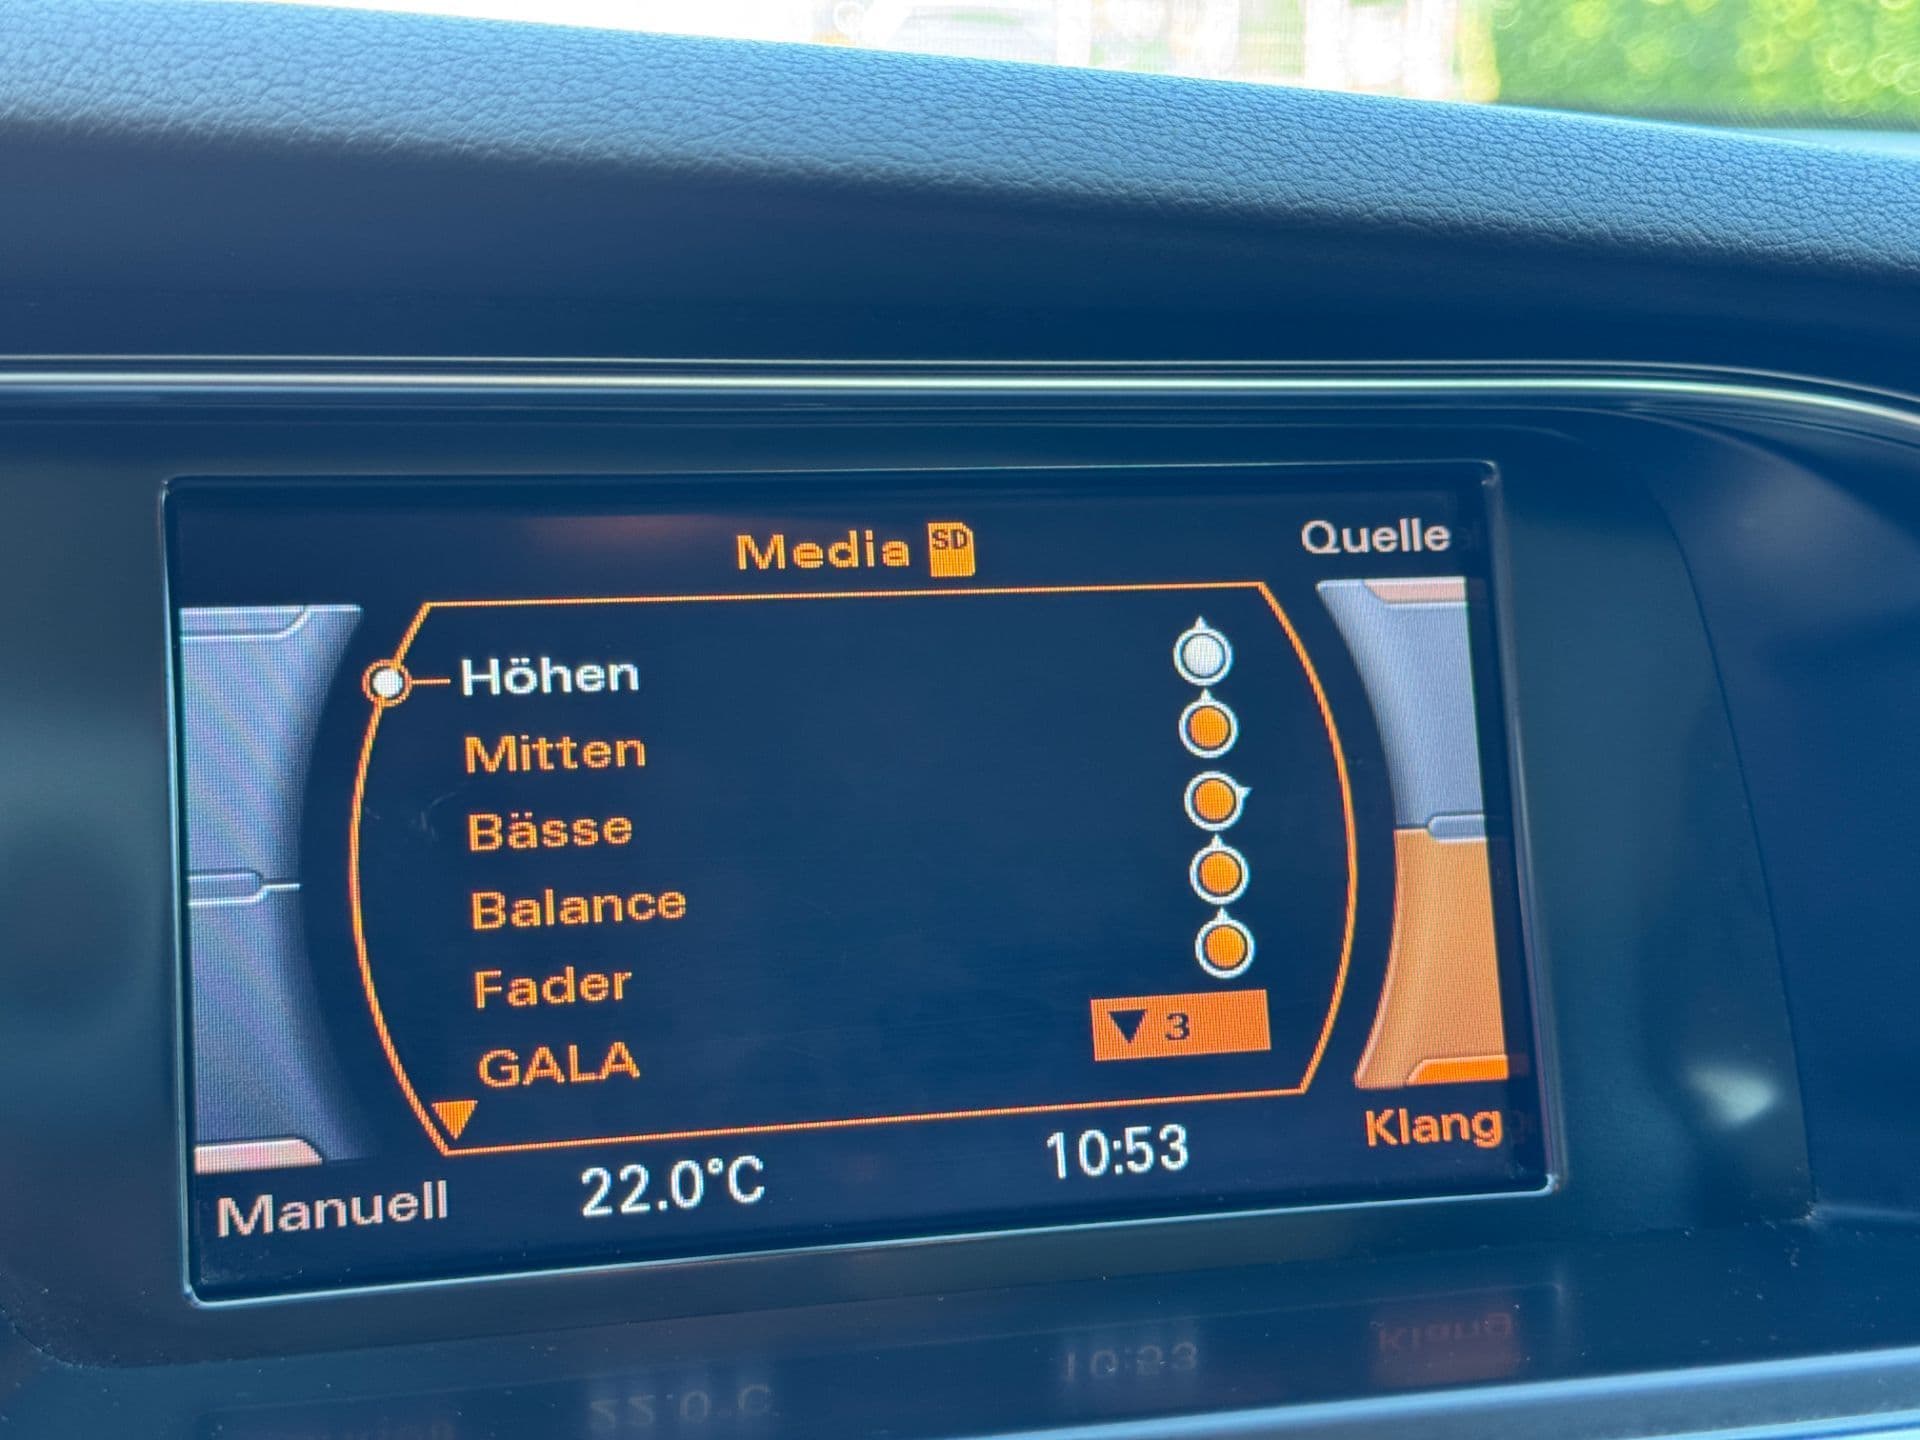 Media SD
Quelle
Höhen
Mitten
Bässe
Balance
Fader
GALA
3
Manuell
22.0°C
10:53
Klang